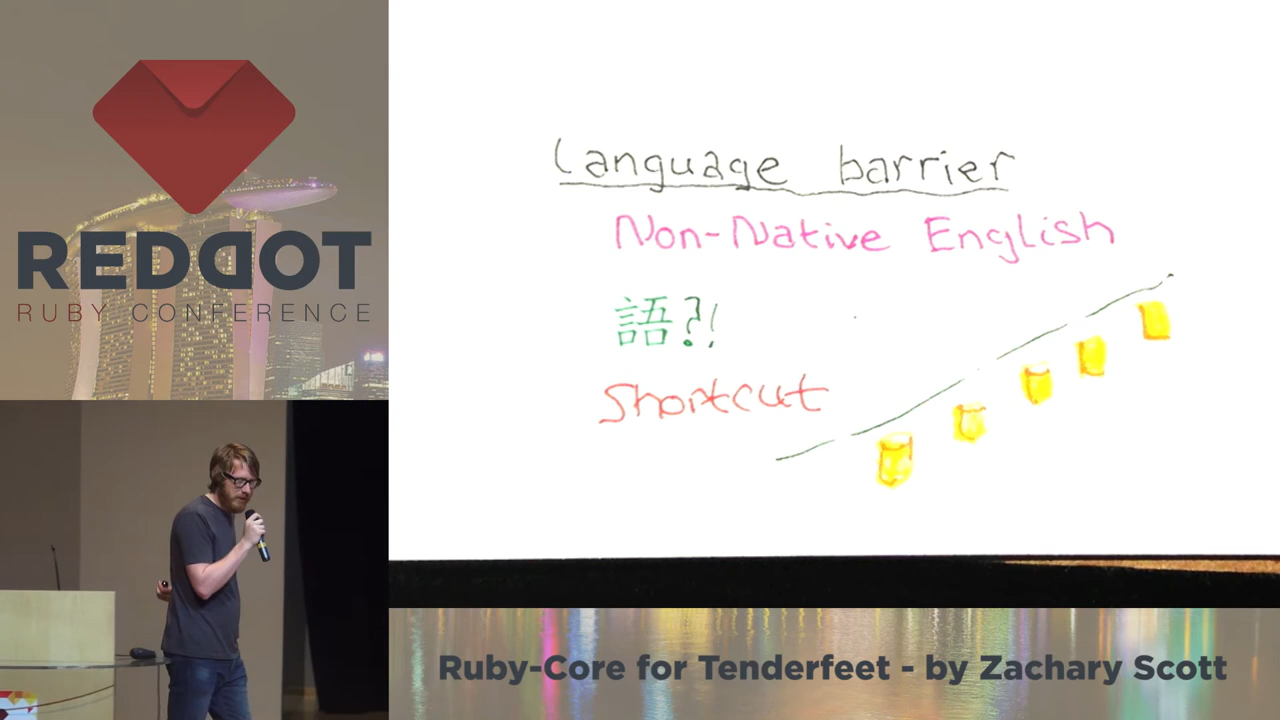 REDDOT
RUBY CONFERENCE
Language barrier
Non-Native English
語?!
Shortcut
Ruby-Core for Tenderfeet - by Zachary Scott